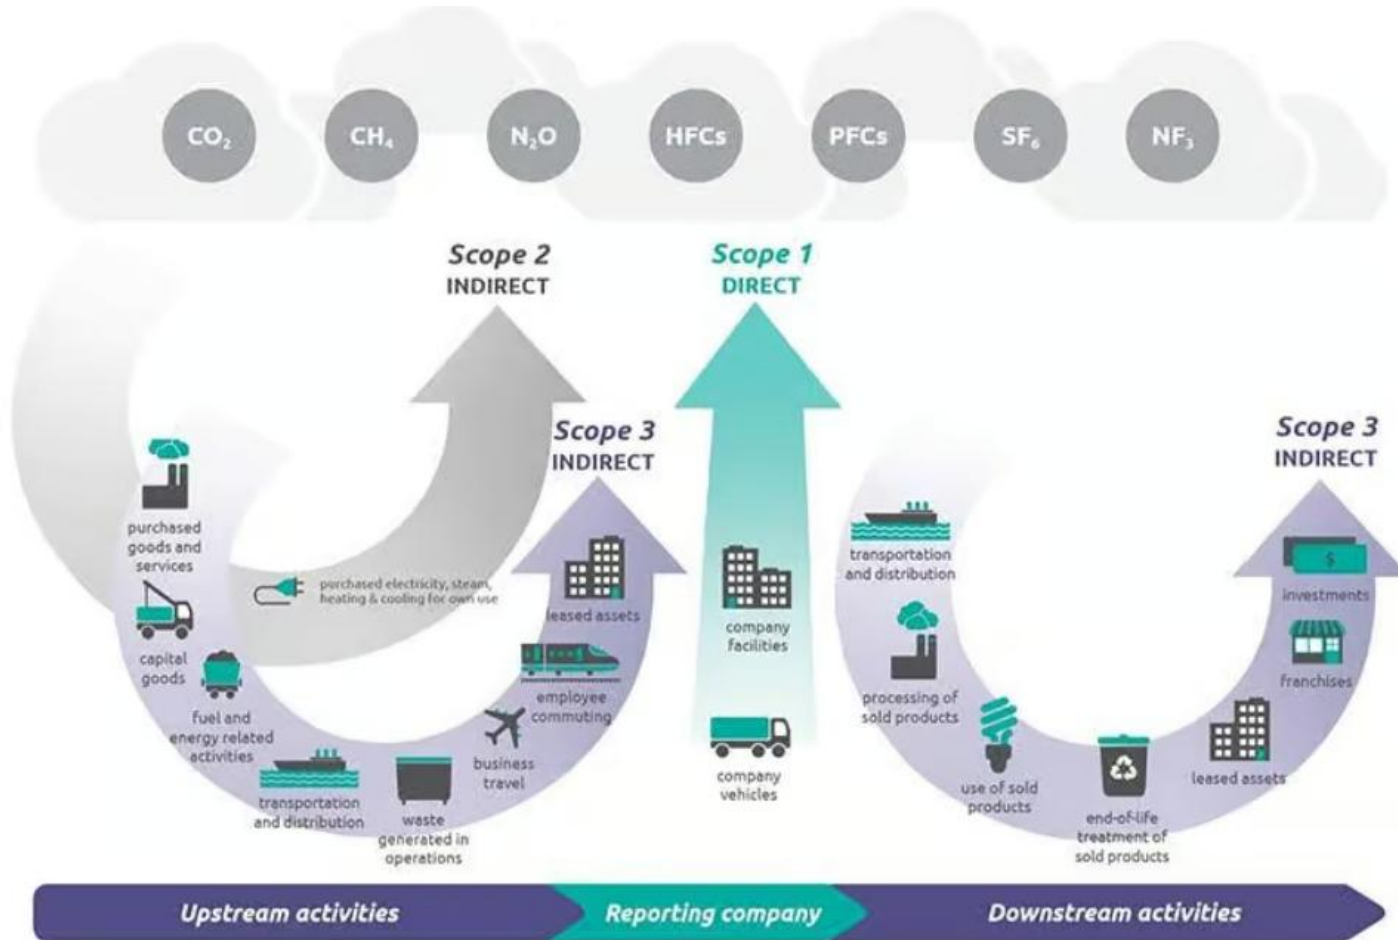 CO₂
CH₄
N₂O
HFCs
PFCs
SF₆
NF₃
Scope 2
INDIRECT
Scope 1
DIRECT
Scope 3
INDIRECT
Scope 3
INDIRECT
purchased
goods and
services
capital
goods
fuel and
energy related
activities
transportation
and distribution
waste
generated in
operations
business
travel
employee
commuting
leased assets
purchased electricity, steam,
heating & cooling for own use
company
facilities
company
vehicles
transportation
and distribution
processing of
sold products
use of sold
products
end-of-life
treatment of
sold products
leased assets
franchises
$
investments
Upstream activities
Reporting company
Downstream activities